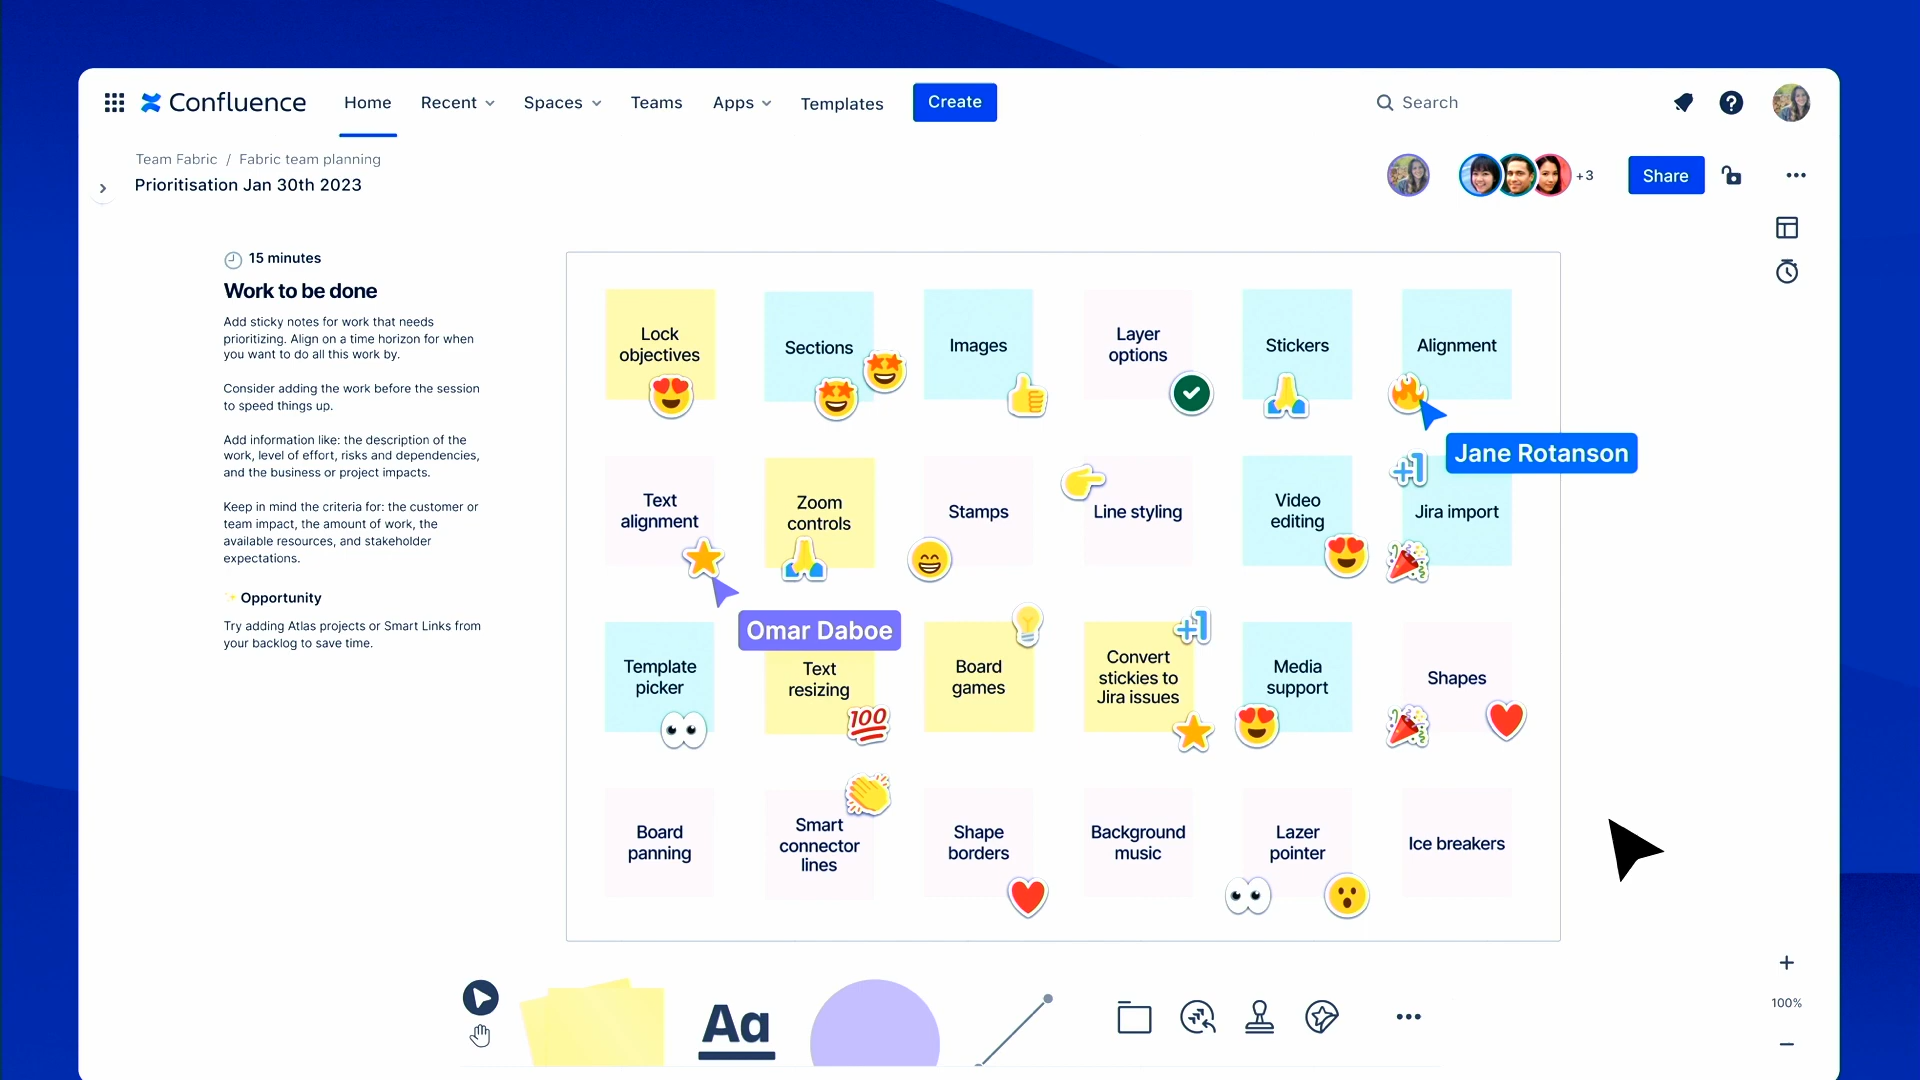 Confluence
Home
Recent
Spaces
Teams
Apps
Templates
Create
Search
Team Fabric / Fabric team planning
Prioritisation Jan 30th 2023
+3
Share
15 minutes
Work to be done
Add sticky notes for work that needs
prioritizing. Align on a time horizon for when
you want to do all this work by.
Consider adding the work before the session
to speed things up.
Add information like: the description of the
work, level of effort, risks and dependencies,
and the business or project impacts.
Keep in mind the criteria for: the customer or
team impact, the amount of work, the
available resources, and stakeholder
expectations.
Opportunity
Try adding Atlas projects or Smart Links from
your backlog to save time.
Lock
objectives
Sections
Images
Layer
options
Stickers
Alignment
Jane Rotanson
Text
alignment
Zoom
controls
Stamps
Line styling
Video
editing
+1
Jira import
Omar Daboe
Template
picker
Text
resizing
100
Board
games
Convert
stickies to
Jira issues
+1
Media
support
Shapes
Board
panning
Smart
connector
lines
Shape
borders
Background
music
Lazer
pointer
Ice breakers
Aa
100%